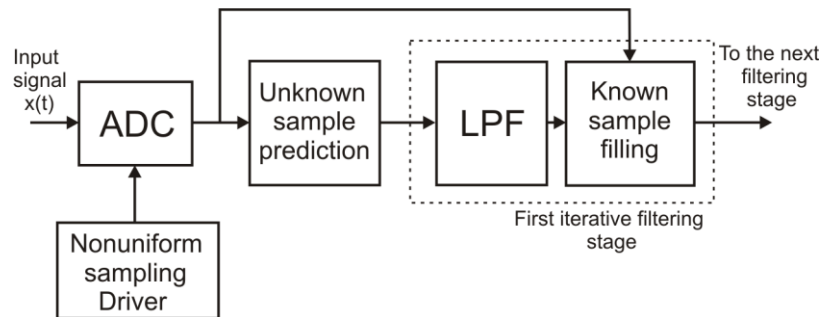 Input
signal
x(t)
ADC
Unknown
sample
prediction
LPF
Known
sample
filling
To the next
filtering
stage
First iterative filtering
stage
Nonuniform
sampling
Driver